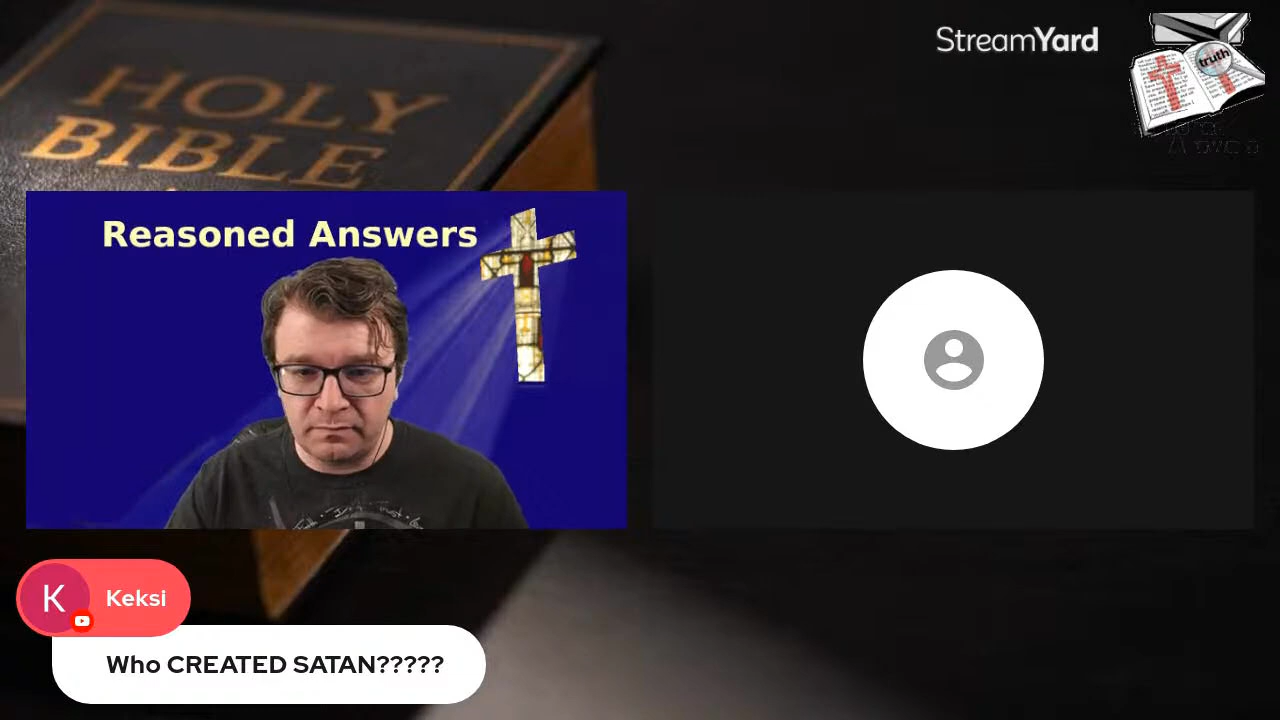 HOLY
BIBLE
StreamYard
truth
Reasoned Answers
K
Keksi
Who CREATED SATAN?????